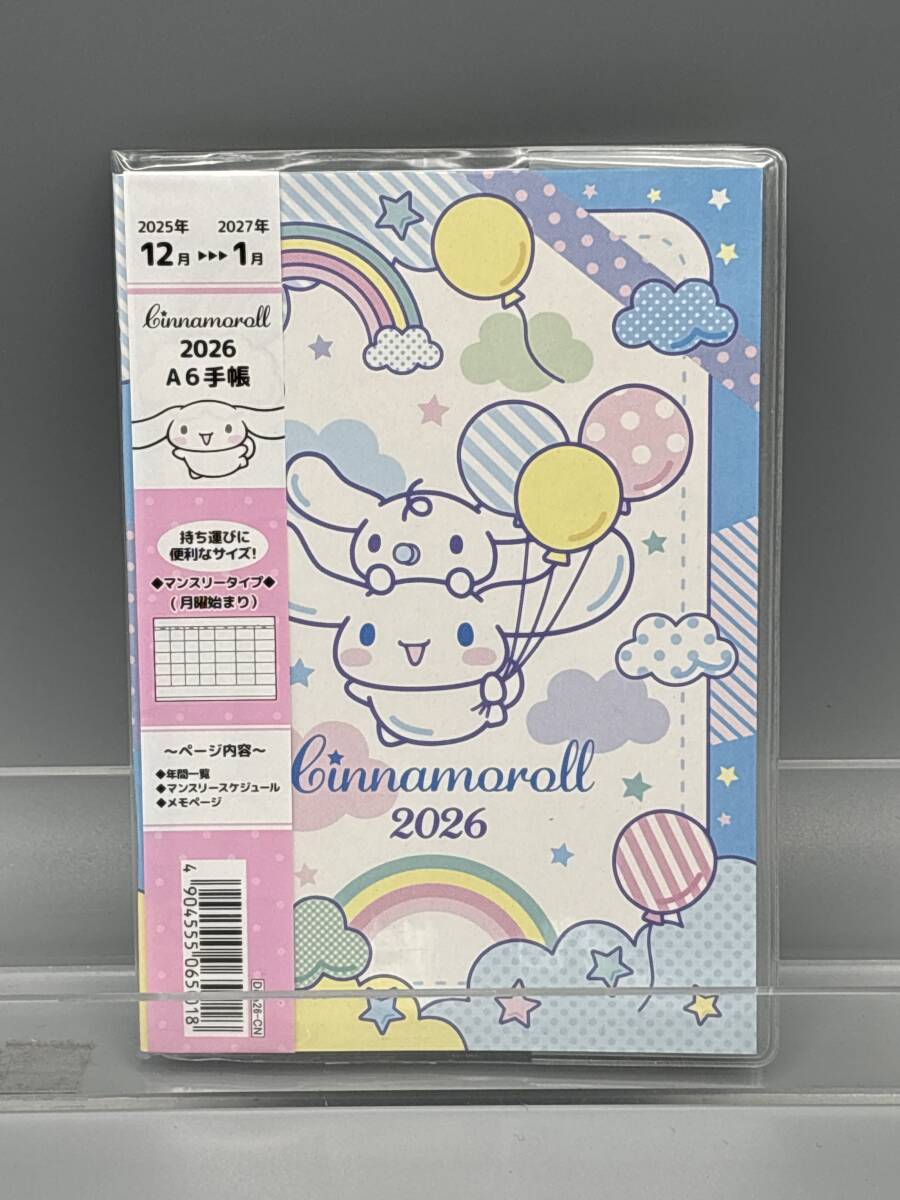 2025年 2027年
12月 ▶▶▶ 1月
Cinnamoroll
2026
A6手帳
持ち運びに
便利なサイズ!
◆マンスリータイプ◆
(月曜始まり)
～ページ内容～
◆年間一覧
◆マンスリースケジュール
◆メモページ
Cinnamoroll
2026